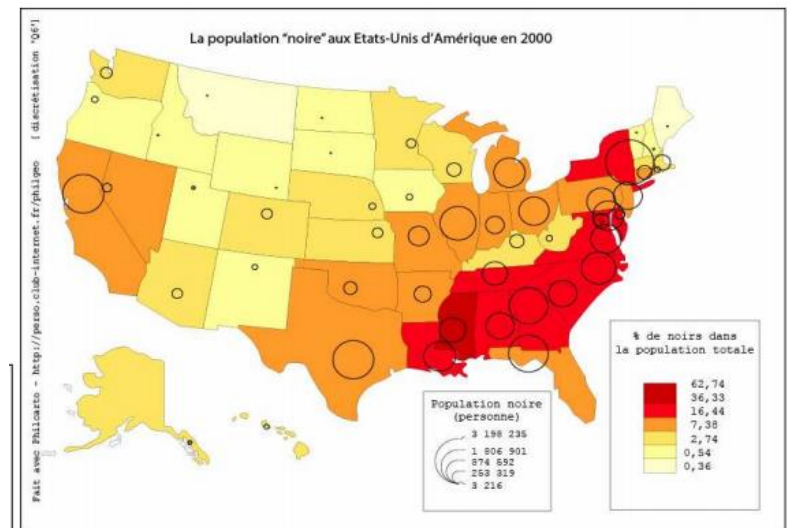 La population "noire" aux Etats-Unis d'Amérique en 2000
Fait avec Philcarto - http://perso.club-internet.fr/philgeo [ discrétisation 'Q6']
Population noire
(personne)
3 198 235
1 806 901
874 592
253 319
3 216
% de noirs dans
la population totale
62,74
36,33
16,44
7,38
2,74
0,54
0,36